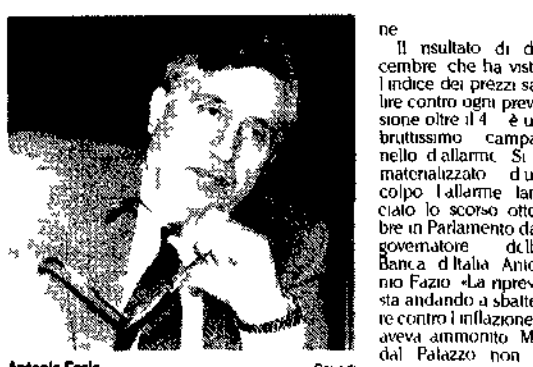 ne
Il risultato di d
cembre che ha vist
l indice dei prezzi sa
lire contro ogni prev
sione oltre il 4 è u
bruttissimo campa
nello d allarme Si
materializzato d u
colpo l allarme lan
ciato lo scorso otto
bre in Parlamento da
governatore dell
Banca d Italia Anto
nio Fazio «La ripres
sta andando a sbatte
re contro l inflazione
aveva ammonito M
dal Palazzo non
Antonio Fazio